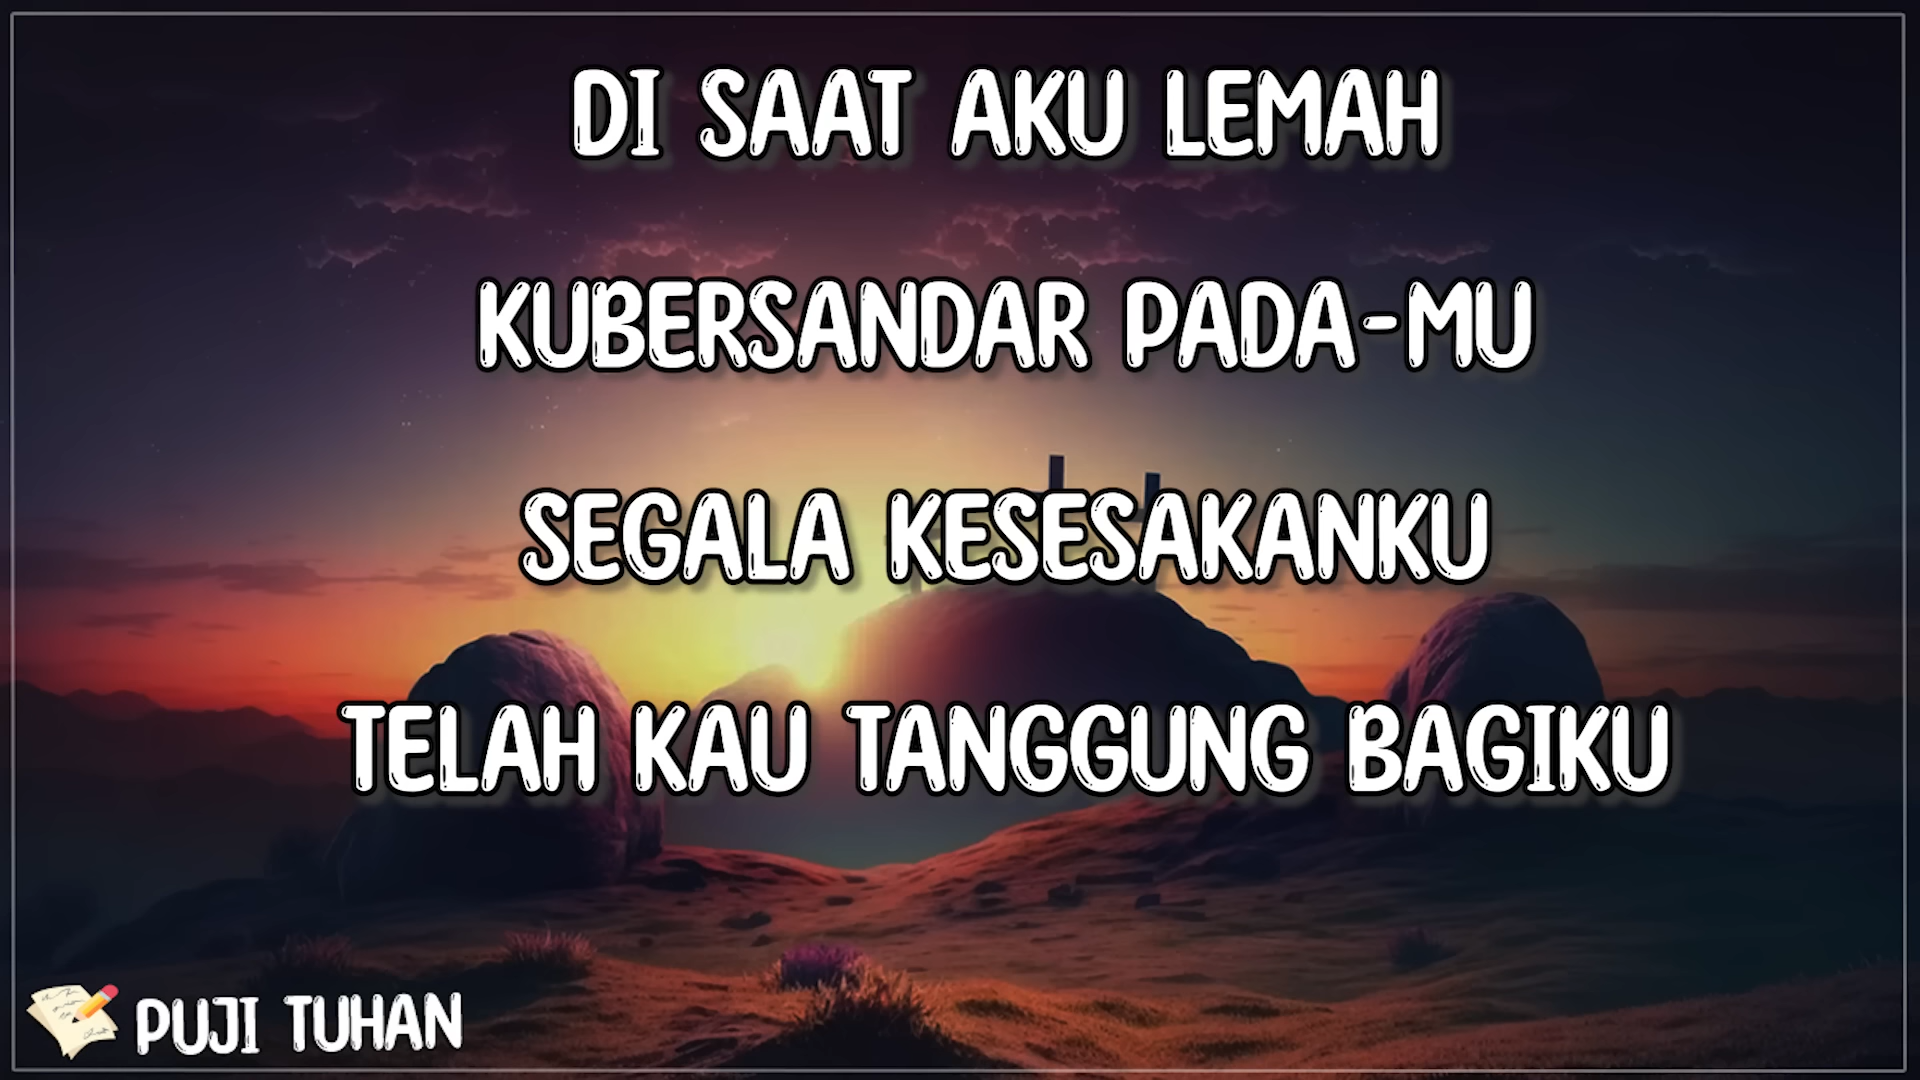 DI SAAT AKU LEMAH
KUBERSANDAR PADA-MU
SEGALA KESESAKANKU
TELAH KAU TANGGUNG BAGIKU
PUJI TUHAN